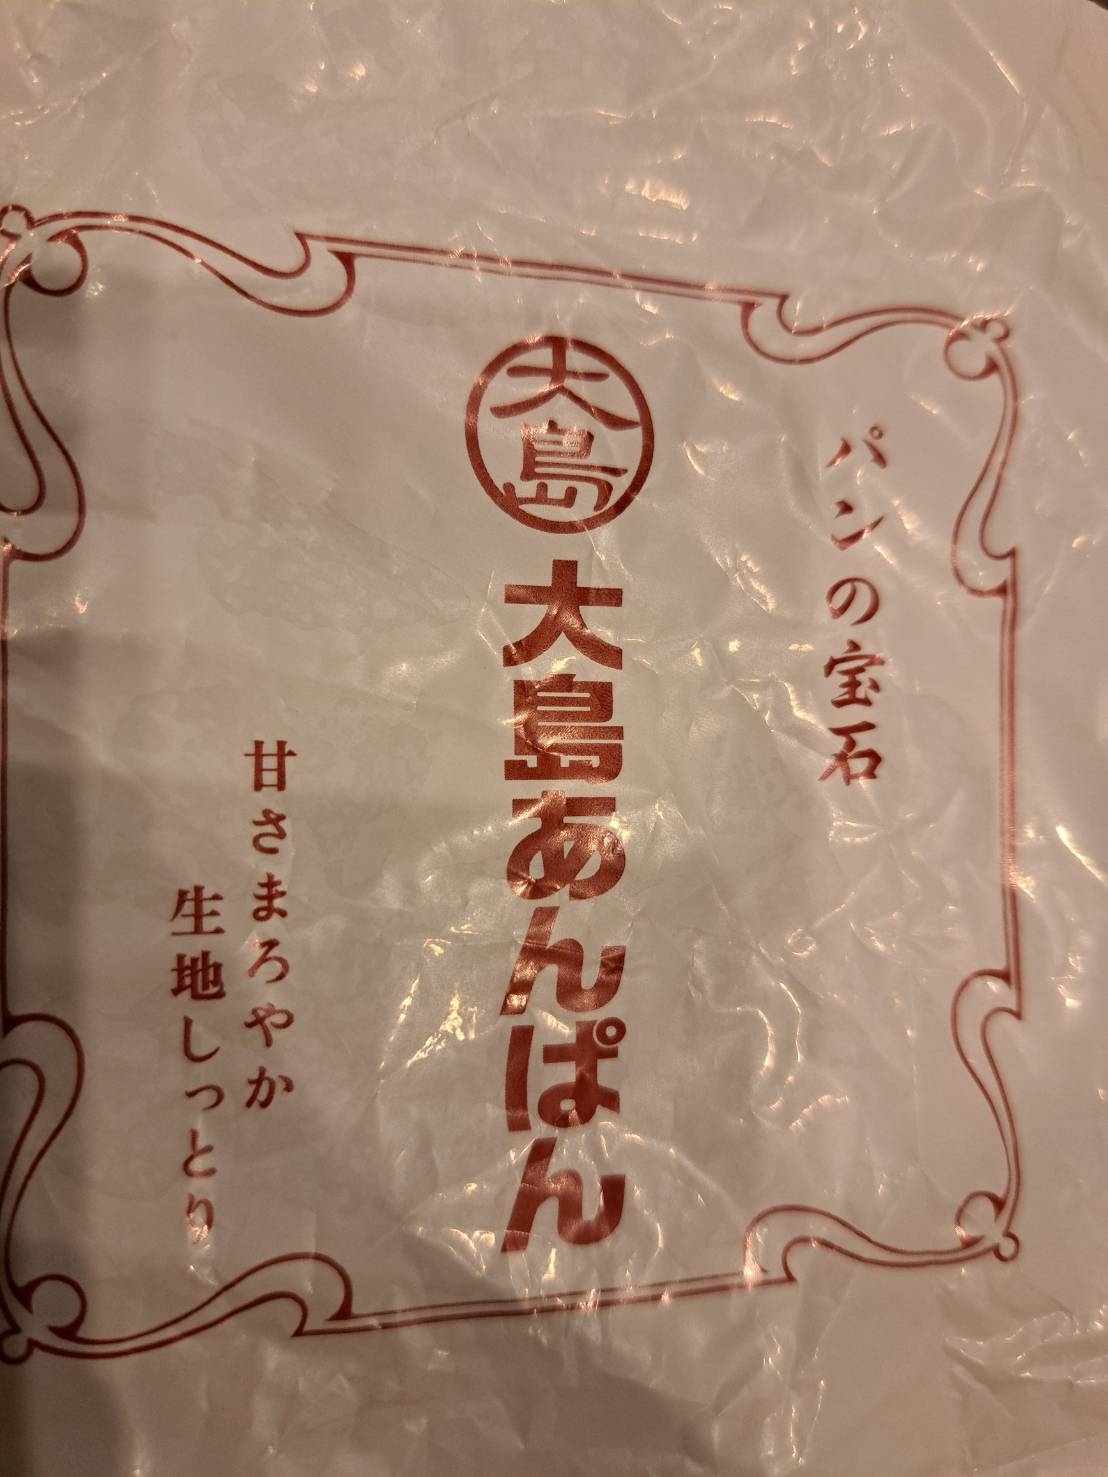 パンの宝石
大島
大島あんぱん
甘さまろやか
生地しっとり